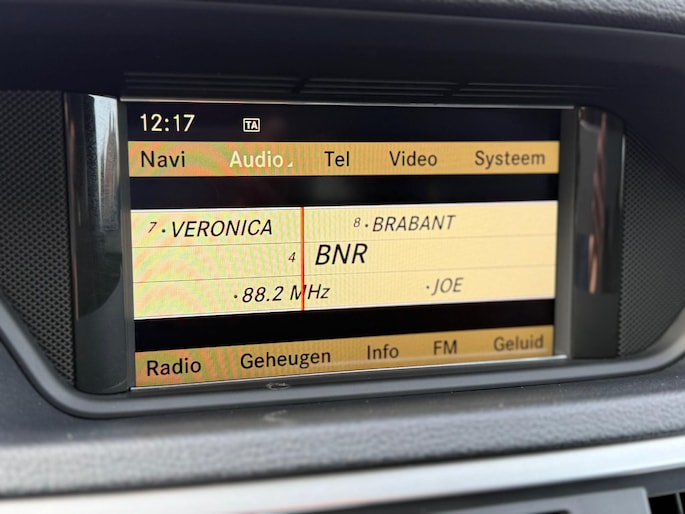 12:17 TA
Navi Audio Tel Video Systeem
7 · VERONICA 8 · BRABANT
4 BNR
· 88.2 MHz · JOE
Radio Geheugen Info FM Geluid